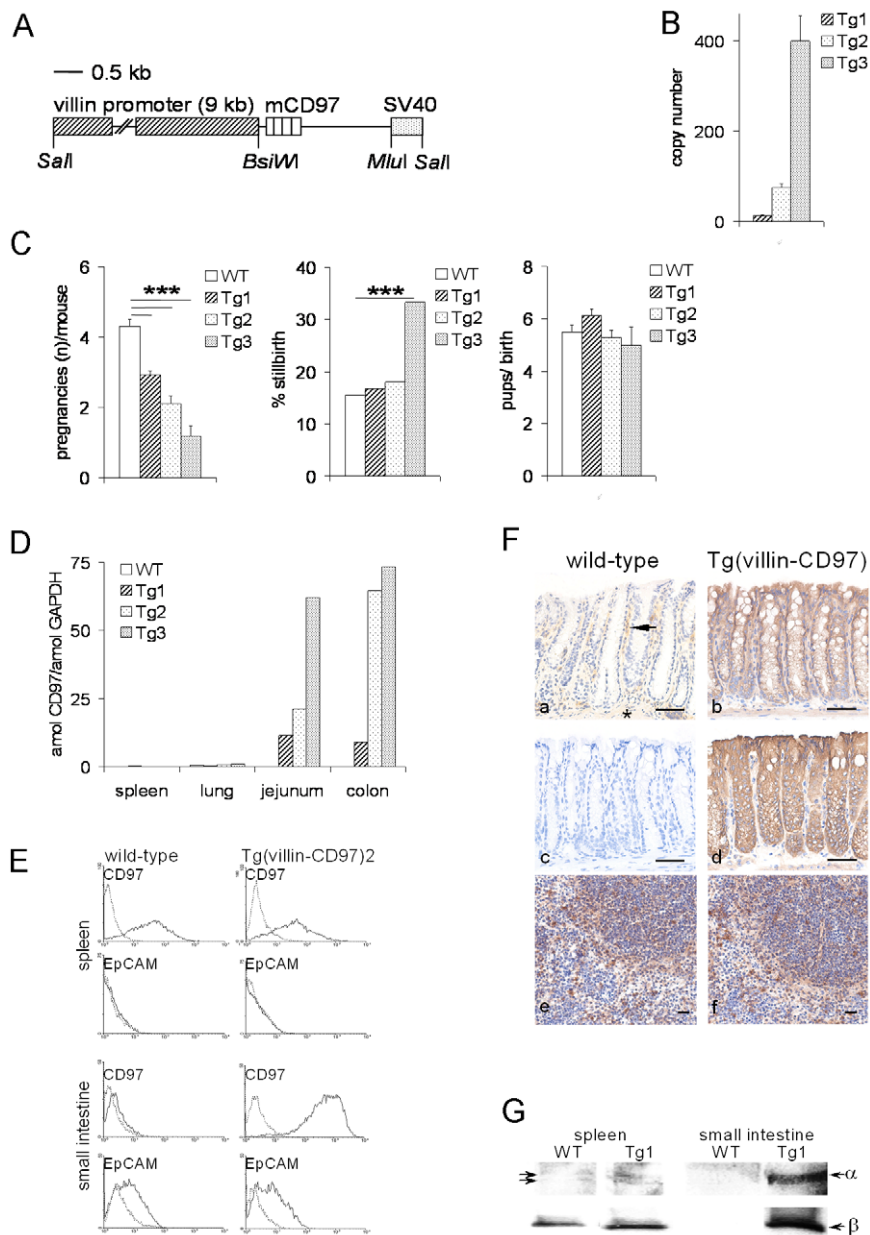 A
0.5 kb
villin promoter (9 kb) mCD97 SV40
SalI BsiWI MluI SalI
B
copy number
400
200
0
Tg1
Tg2
Tg3
C
pregnancies (n)/mouse
6
4
2
0
***
WT
Tg1
Tg2
Tg3
% stillbirth
40
30
20
10
0
***
WT
Tg1
Tg2
Tg3
pups/ birth
8
6
4
2
0
WT
Tg1
Tg2
Tg3
D
amol CD97/amol GAPDH
75
50
25
0
WT
Tg1
Tg2
Tg3
spleen lung jejunum colon
E
wild-type Tg(villin-CD97)2
spleen
CD97 CD97
EpCAM EpCAM
small intestine
CD97 CD97
EpCAM EpCAM
F
wild-type Tg(villin-CD97)
a * b
c d
e f
G
spleen small intestine
WT Tg1 WT Tg1
α
β